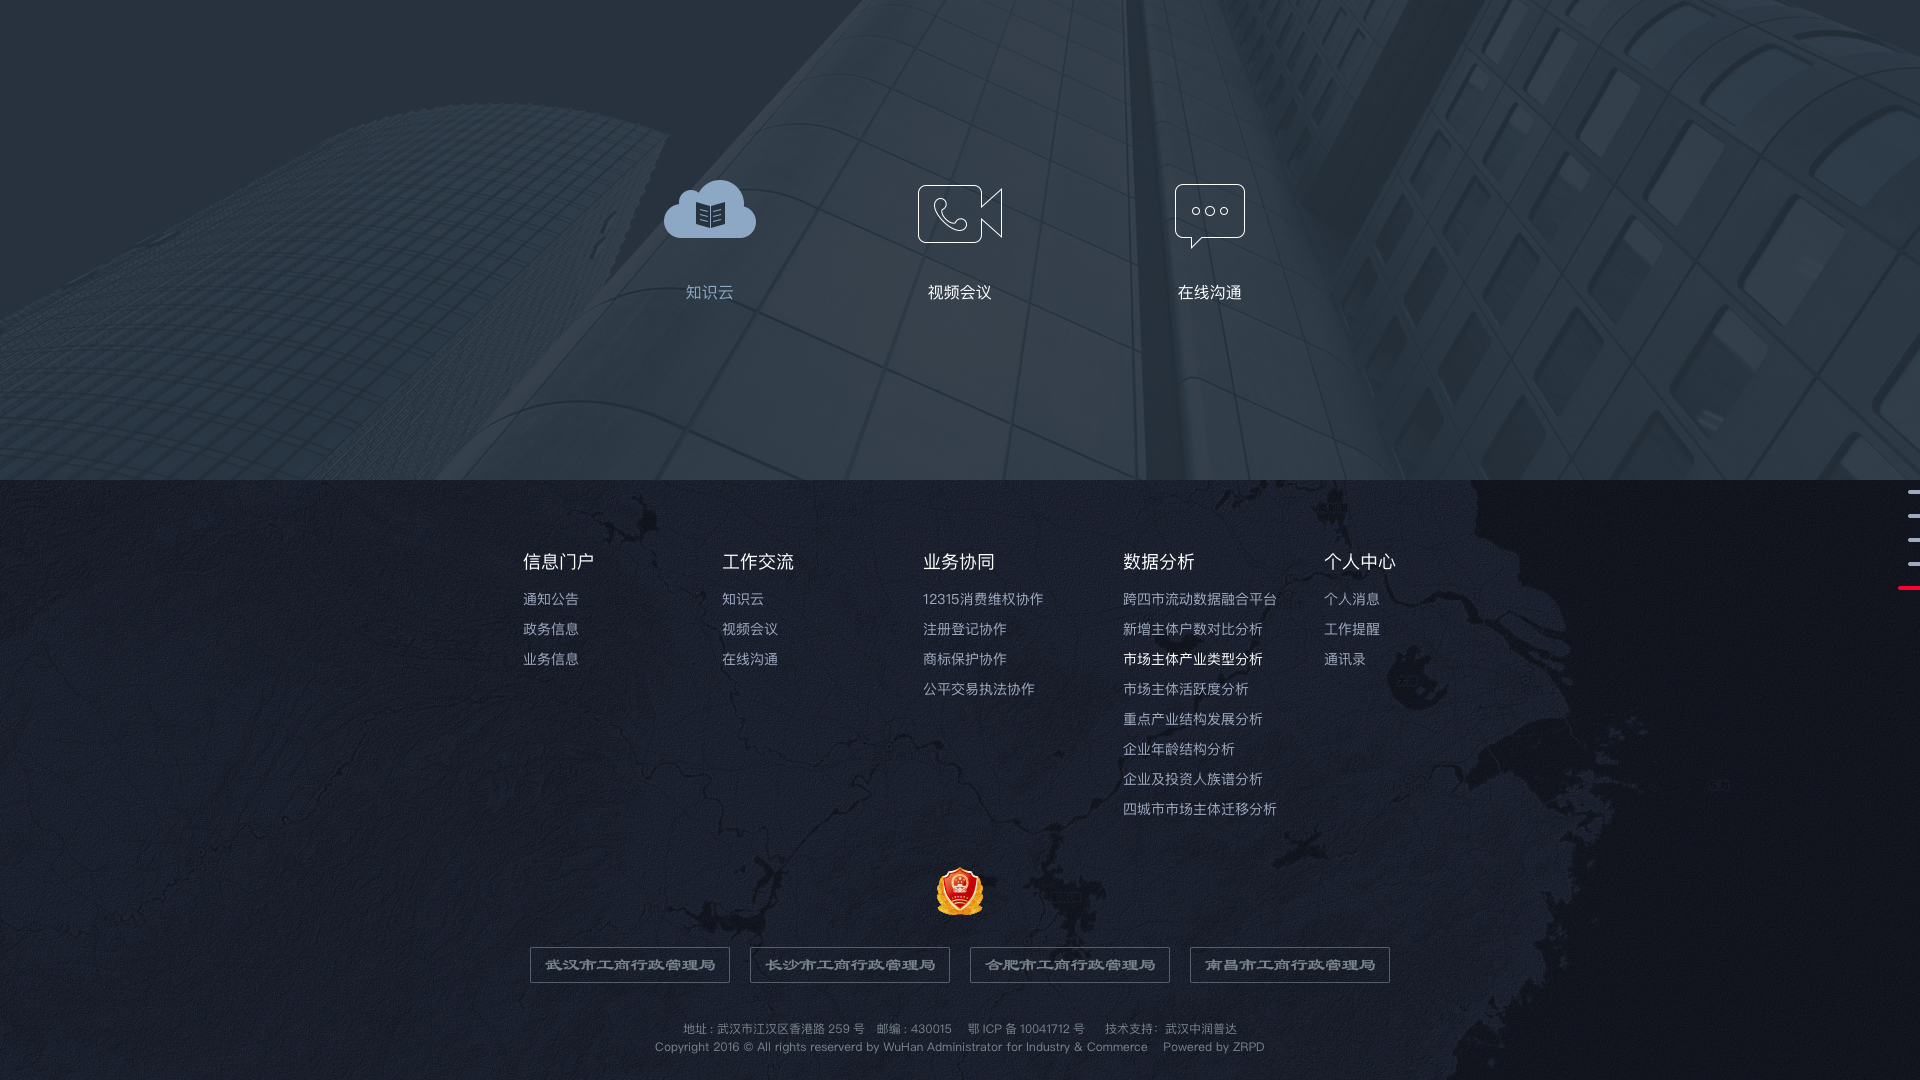 知识云
视频会议
在线沟通
信息门户
通知公告
政务信息
业务信息
工作交流
知识云
视频会议
在线沟通
业务协同
12315消费维权协作
注册登记协作
商标保护协作
公平交易执法协作
数据分析
跨四市流动数据融合平台
新增主体户数对比分析
市场主体产业类型分析
市场主体活跃度分析
重点产业结构发展分析
企业年龄结构分析
企业及投资人族谱分析
四城市市场主体迁移分析
个人中心
个人消息
工作提醒
通讯录
武汉市工商行政管理局
长沙市工商行政管理局
合肥市工商行政管理局
南昌市工商行政管理局
地址 : 武汉市江汉区香港路 259 号 邮编 : 430015 鄂 ICP 备 10041712 号 技术支持：武汉中润普达
Copyright 2016 © All rights reserverd by WuHan Administrator for Industry & Commerce Powered by ZRPD